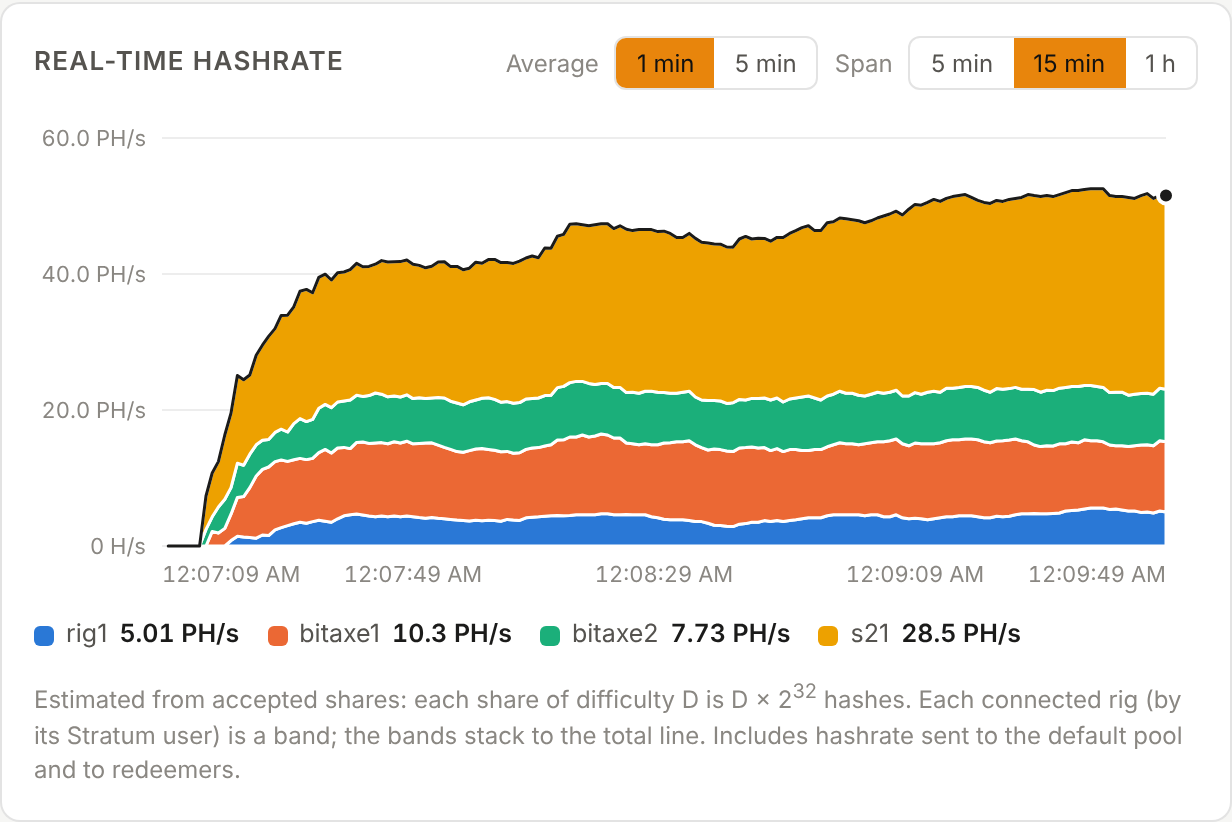 REAL-TIME HASHRATE
Average 1 min 5 min Span 5 min 15 min 1 h
60.0 PH/s
40.0 PH/s
20.0 PH/s
0 H/s
12:07:09 AM 12:07:49 AM 12:08:29 AM 12:09:09 AM 12:09:49 AM
rig1 5.01 PH/s bitaxe1 10.3 PH/s bitaxe2 7.73 PH/s s21 28.5 PH/s
Estimated from accepted shares: each share of difficulty D is D × 2³² hashes. Each connected rig (by
its Stratum user) is a band; the bands stack to the total line. Includes hashrate sent to the default pool
and to redeemers.